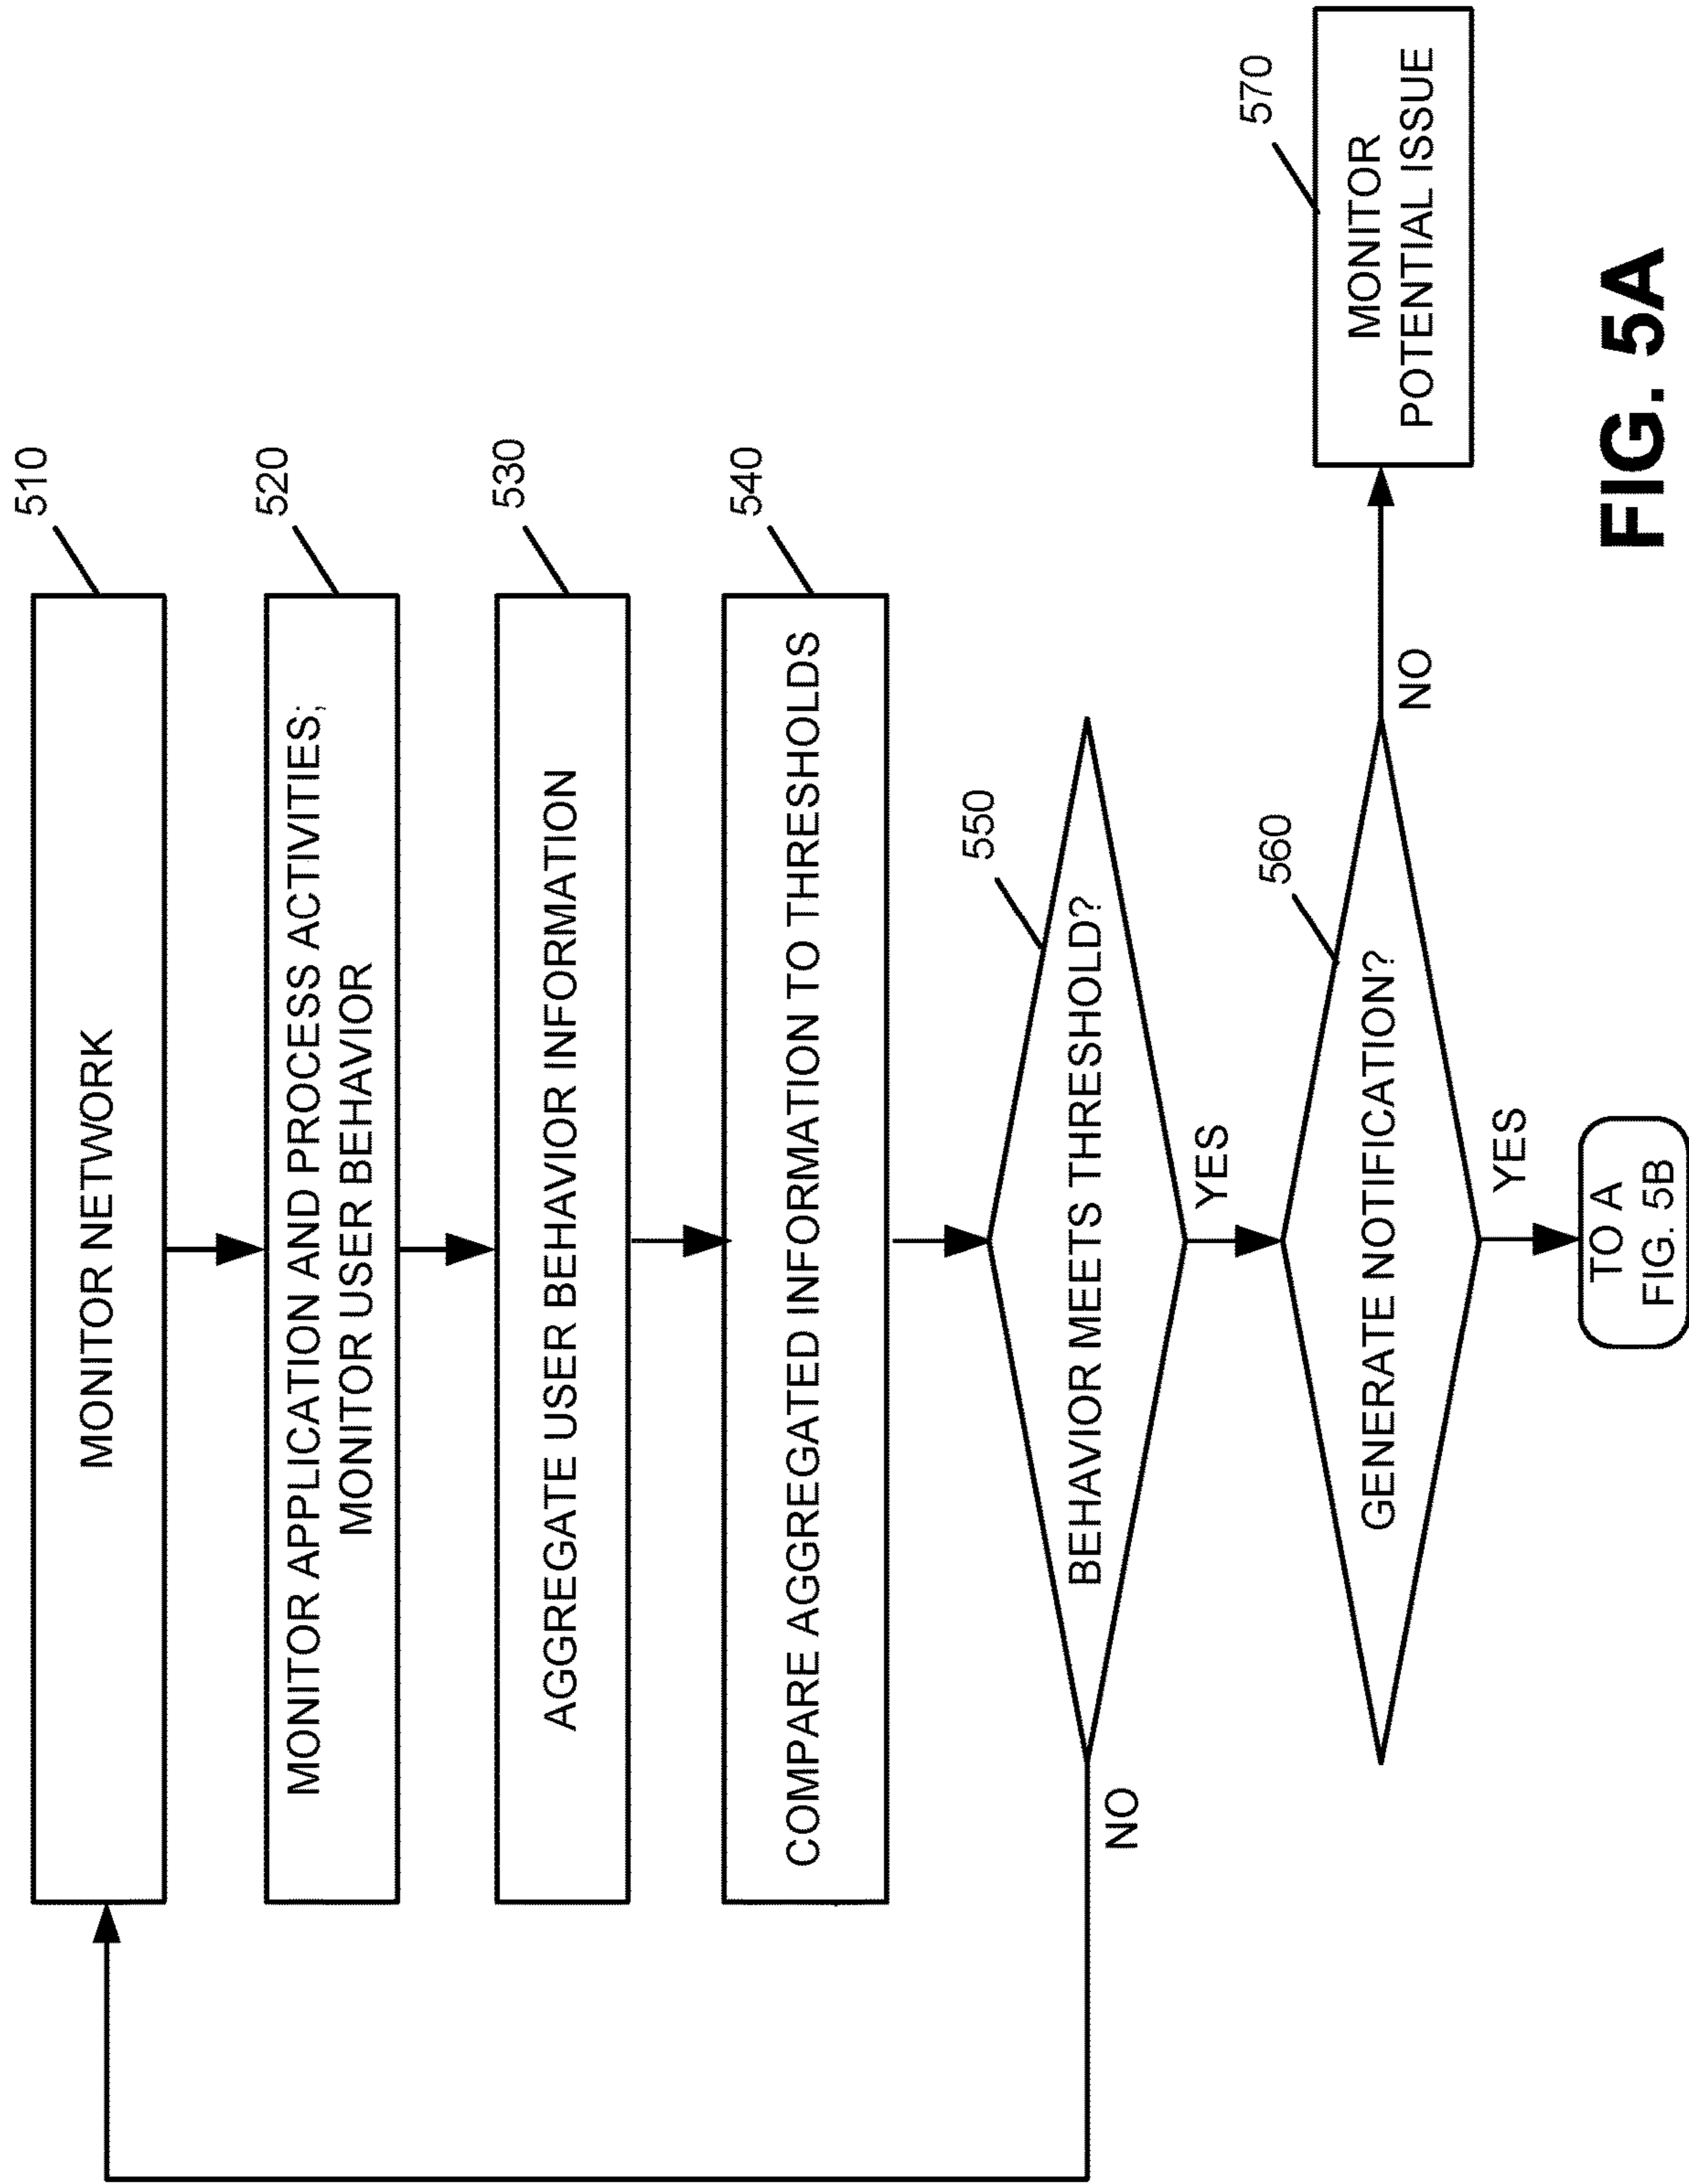 510
MONITOR NETWORK
520
MONITOR APPLICATION AND PROCESS ACTIVITIES;
MONITOR USER BEHAVIOR
530
AGGREGATE USER BEHAVIOR INFORMATION
540
COMPARE AGGREGATED INFORMATION TO THRESHOLDS
550
BEHAVIOR MEETS THRESHOLD?
NO
YES
560
GENERATE NOTIFICATION?
NO
570
MONITOR
POTENTIAL ISSUE
YES
TO A
FIG. 5B
FIG. 5A